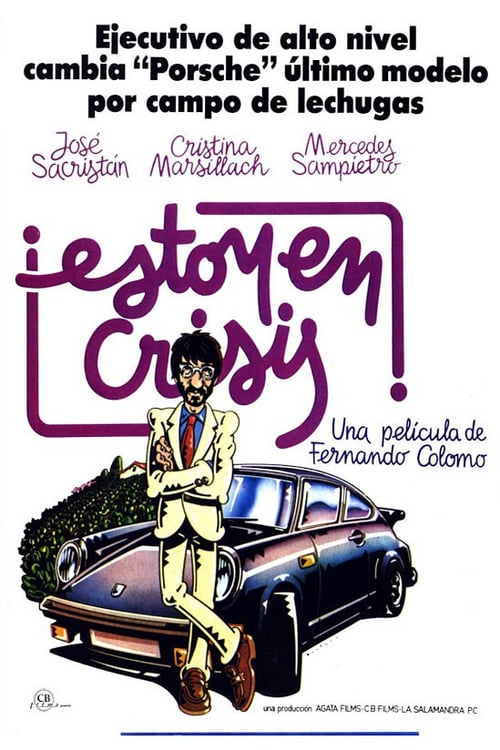 Ejecutivo de alto nivel
cambia "Porsche" último modelo
por campo de lechugas
José Sacristán
Cristina Marsillach
Mercedes Sampietro
¡estoy en
crisis!
Una película de
Fernando Colomo
CB
films
una producción AGATA FILMS-C.B. FILMS-LA SALAMANDRA P.C.